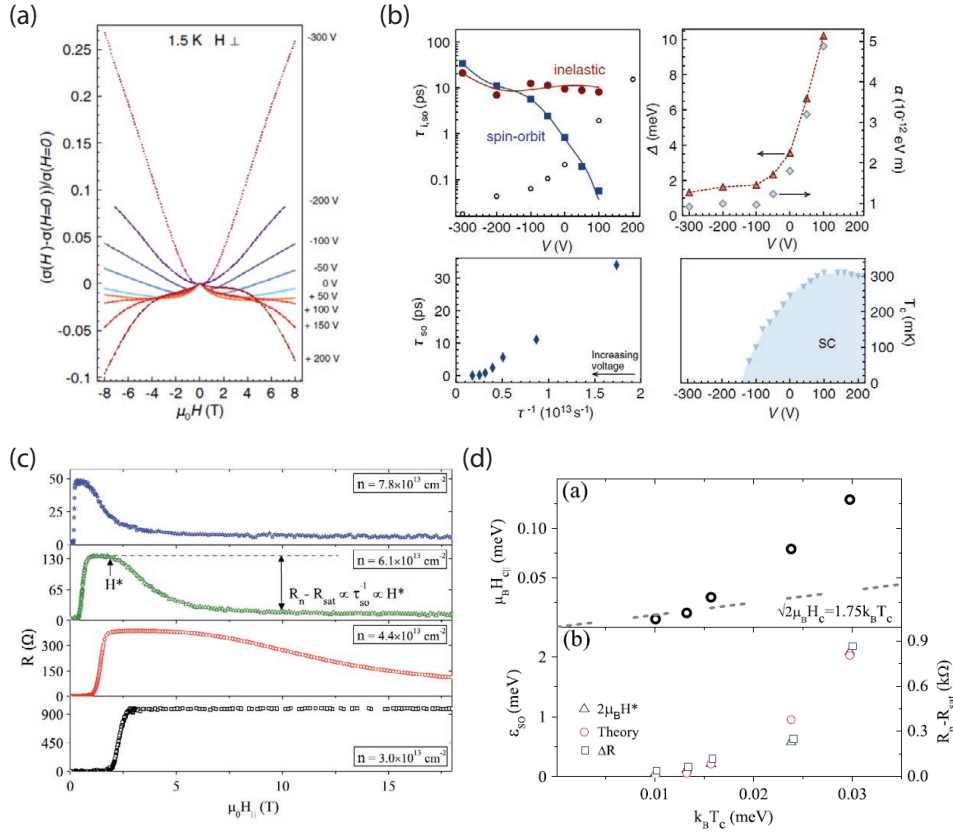 (a)
1.5 K H ⊥
0.25
0.2
0.15
0.1
0.05
0
-0.05
-0.1
(σ(H)-σ(H=0))/σ(H=0)
-8 -6 -4 -2 0 2 4 6 8
μ₀H (T)
-300 V
-200 V
-100 V
-50 V
0 V
+ 50 V
+ 100 V
+ 150 V
+ 200 V
(b)
100
10
1
0.1
τi,so (ps)
inelastic
spin-orbit
-300 -200 -100 0 100 200
V (V)
10
8
6
4
2
0
Δ (meV)
5
4
3
2
1
α (10⁻¹² eV m)
-300 -200 -100 0 100
V (V)
30
20
10
0
τso (ps)
Increasing
voltage
0 0.5 1 1.5 2
τ⁻¹ (10¹³ s⁻¹)
SC
300
200
100
0
Tc (mK)
-300 -200 -100 0 100 200
V (V)
(c)
50
25
0
n = 7.8×10¹³ cm⁻²
130
65
0
H*
Rn - Rsat ∝ τso⁻¹ ∝ H*
n = 6.1×10¹³ cm⁻²
300
150
0
n = 4.4×10¹³ cm⁻²
900
450
0
n = 3.0×10¹³ cm⁻²
R (Ω)
0 5 10 15
μ₀H|| (T)
(d)
(a)
0.10
0.05
μBHc|| (meV)
√2μBHc=1.75kBTc
(b)
2
1
0
εso (meV)
2μBH*
Theory
ΔR
0.9
0.6
0.3
0.0
Rn-Rsat (kΩ)
0.01 0.02 0.03
kBTc (meV)